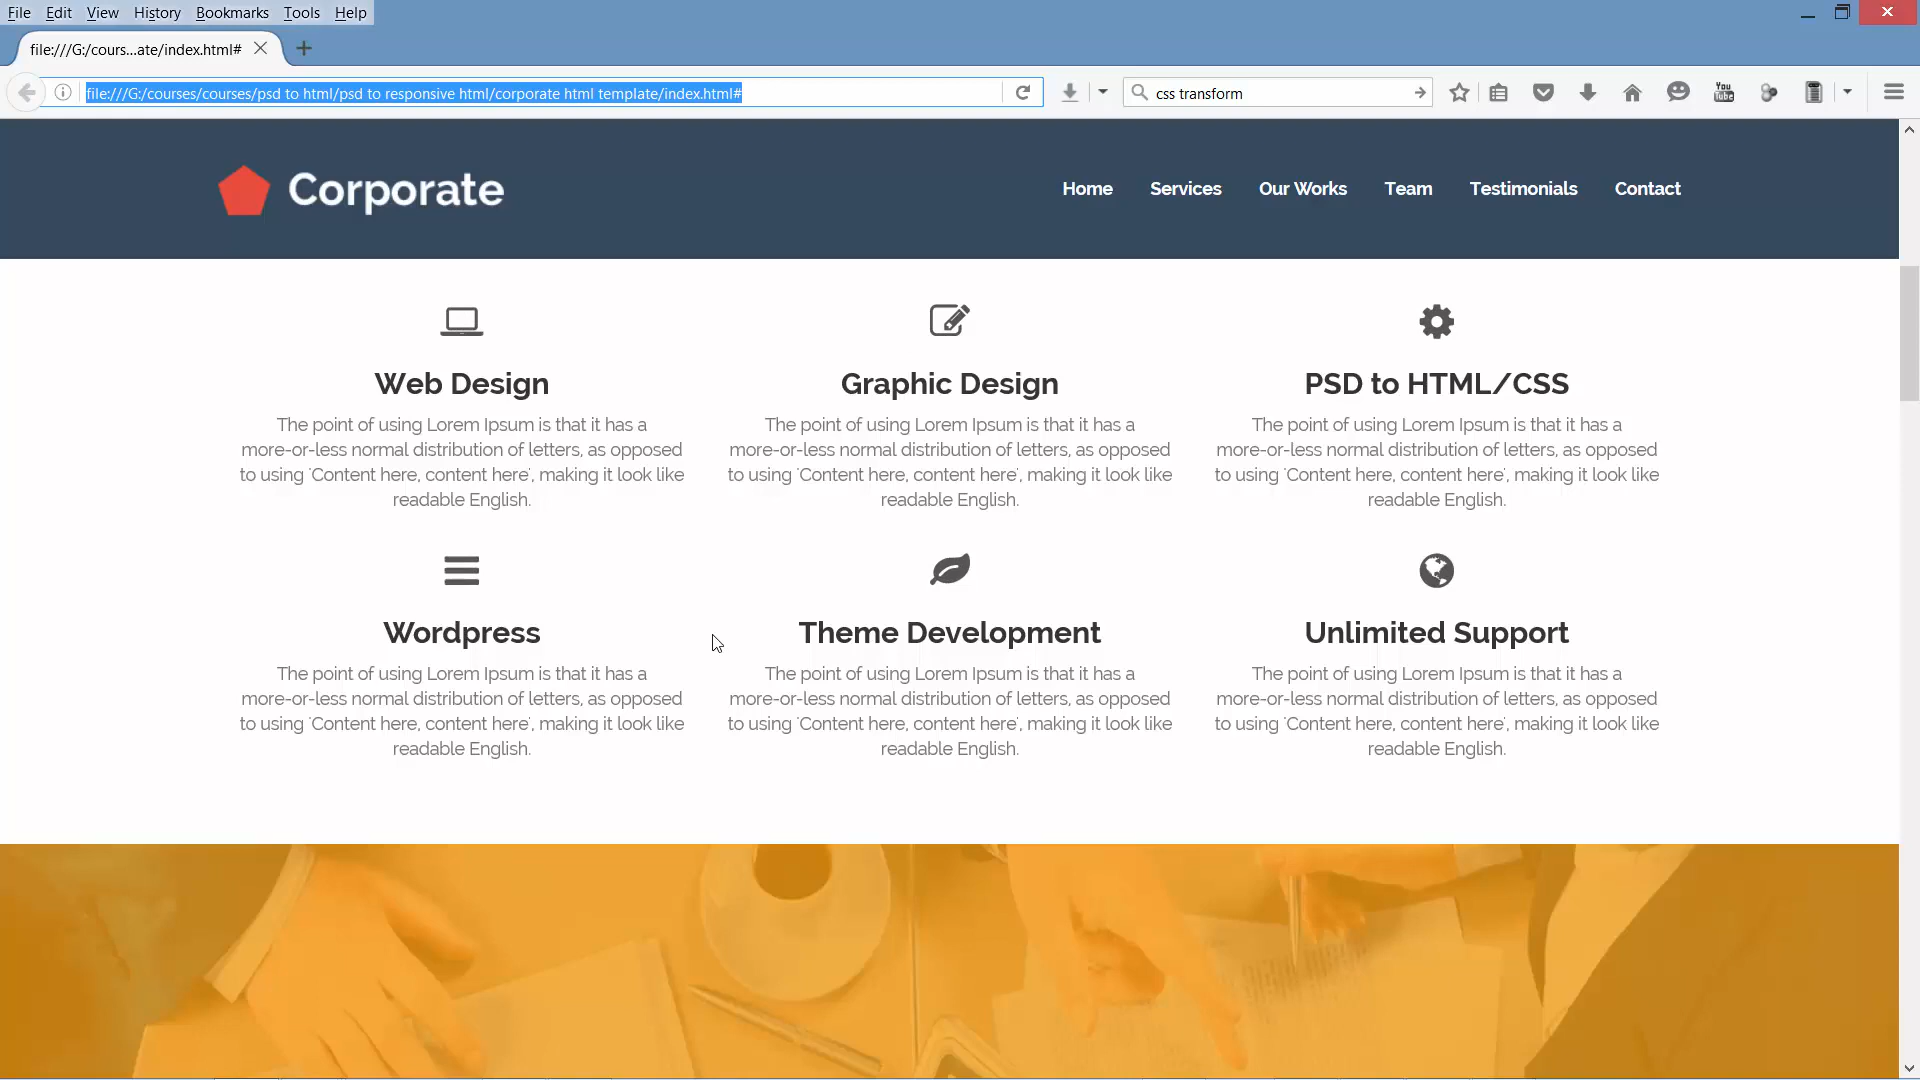 File Edit View History Bookmarks Tools Help
file:///G:/cours...ate/index.html#
file:///G:/courses/courses/psd to html/psd to responsive html/corporate html template/index.html#
css transform
You Tube
Corporate
Home Services Our Works Team Testimonials Contact
Web Design
The point of using Lorem Ipsum is that it has a
more-or-less normal distribution of letters, as opposed
to using 'Content here, content here', making it look like
readable English.
Graphic Design
The point of using Lorem Ipsum is that it has a
more-or-less normal distribution of letters, as opposed
to using 'Content here, content here', making it look like
readable English.
PSD to HTML/CSS
The point of using Lorem Ipsum is that it has a
more-or-less normal distribution of letters, as opposed
to using 'Content here, content here', making it look like
readable English.
Wordpress
The point of using Lorem Ipsum is that it has a
more-or-less normal distribution of letters, as opposed
to using 'Content here, content here', making it look like
readable English.
Theme Development
The point of using Lorem Ipsum is that it has a
more-or-less normal distribution of letters, as opposed
to using 'Content here, content here', making it look like
readable English.
Unlimited Support
The point of using Lorem Ipsum is that it has a
more-or-less normal distribution of letters, as opposed
to using 'Content here, content here', making it look like
readable English.